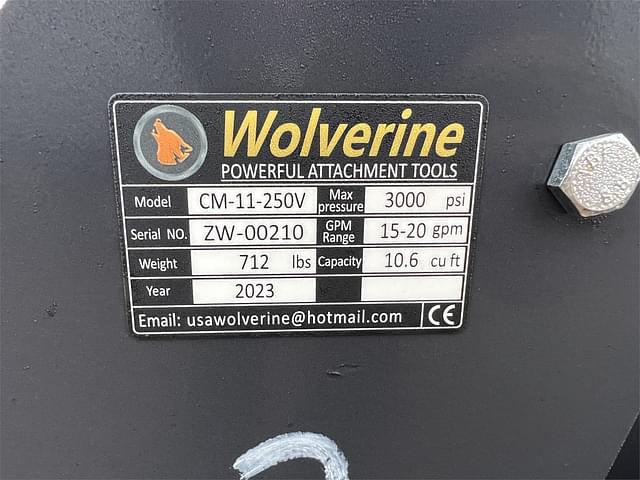 Wolverine
POWERFUL ATTACHMENT TOOLS
Model CM-11-250V Max pressure 3000 psi
Serial NO. ZW-00210 GPM Range 15-20 gpm
Weight 712 lbs Capacity 10.6 cu ft
Year 2023
Email: usawolverine@hotmail.com CE